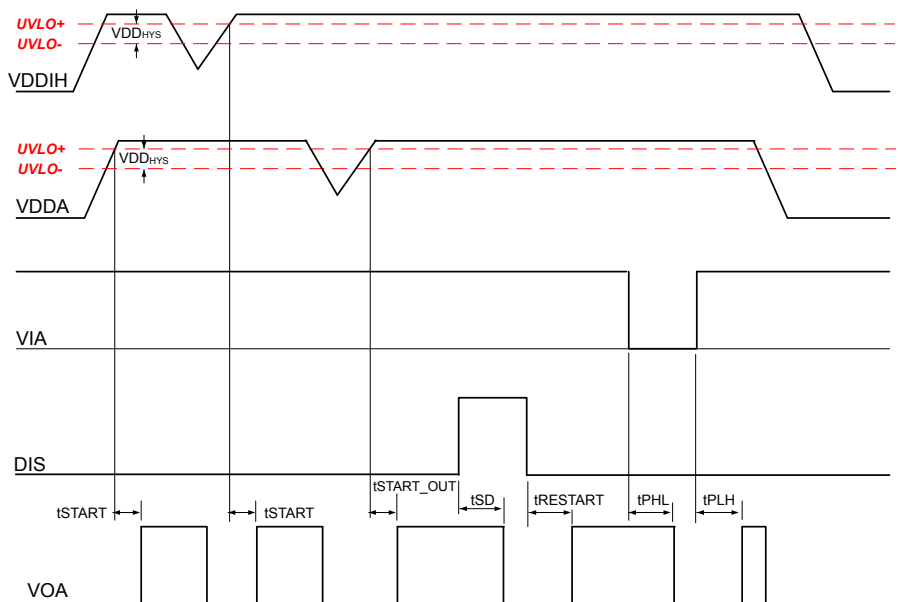 UVLO+
VDDHYS
UVLO-
VDDIH
UVLO+
VDDHYS
UVLO-
VDDA
VIA
DIS
tSTART
tSTART
tSTART_OUT
tSD
tRESTART
tPHL
tPLH
VOA